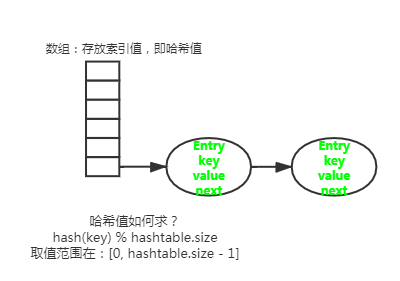 数组：存放索引值，即哈希值
Entry
key
value
next
Entry
key
value
next
哈希值如何求？
hash(key) % hashtable.size
取值范围在：[0, hashtable.size - 1]